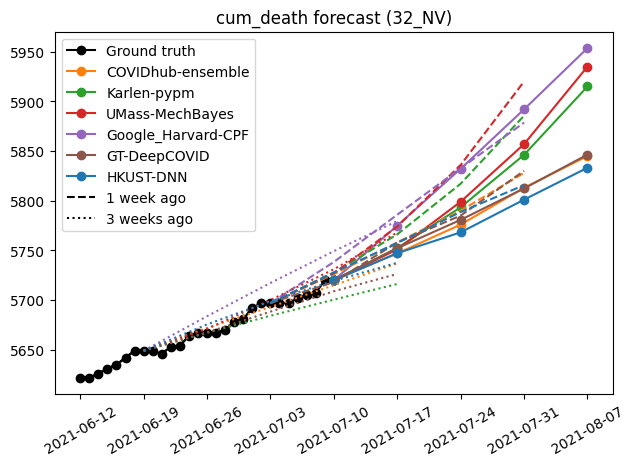 cum_death forecast (32_NV)
Ground truth
COVIDhub-ensemble
Karlen-pypm
UMass-MechBayes
Google_Harvard-CPF
GT-DeepCOVID
HKUST-DNN
1 week ago
3 weeks ago
5950
5900
5850
5800
5750
5700
5650
2021-06-12
2021-06-19
2021-06-26
2021-07-03
2021-07-10
2021-07-17
2021-07-24
2021-07-31
2021-08-07